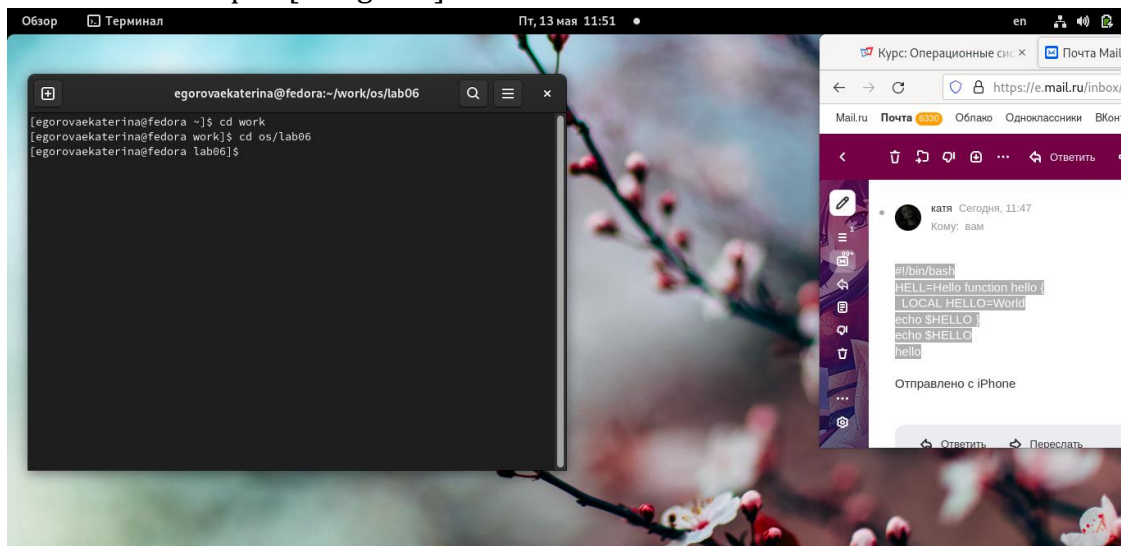 Обзор Терминал Пт, 13 мая 11:51 en
egorovaekaterina@fedora:~/work/os/lab06
[egorovaekaterina@fedora ~]$ cd work
[egorovaekaterina@fedora work]$ cd os/lab06
[egorovaekaterina@fedora lab06]$
Курс: Операционные сис × Почта Mail
https://e.mail.ru/inbox/
Mail.ru Почта 6330 Облако Одноклассники ВКон
Ответить
катя Сегодня, 11:47
Кому: вам
1
99+
#!/bin/bash
HELL=Hello function hello {
LOCAL HELLO=World
echo $HELLO }
echo $HELLO
hello
Отправлено с iPhone
Ответить Переслать